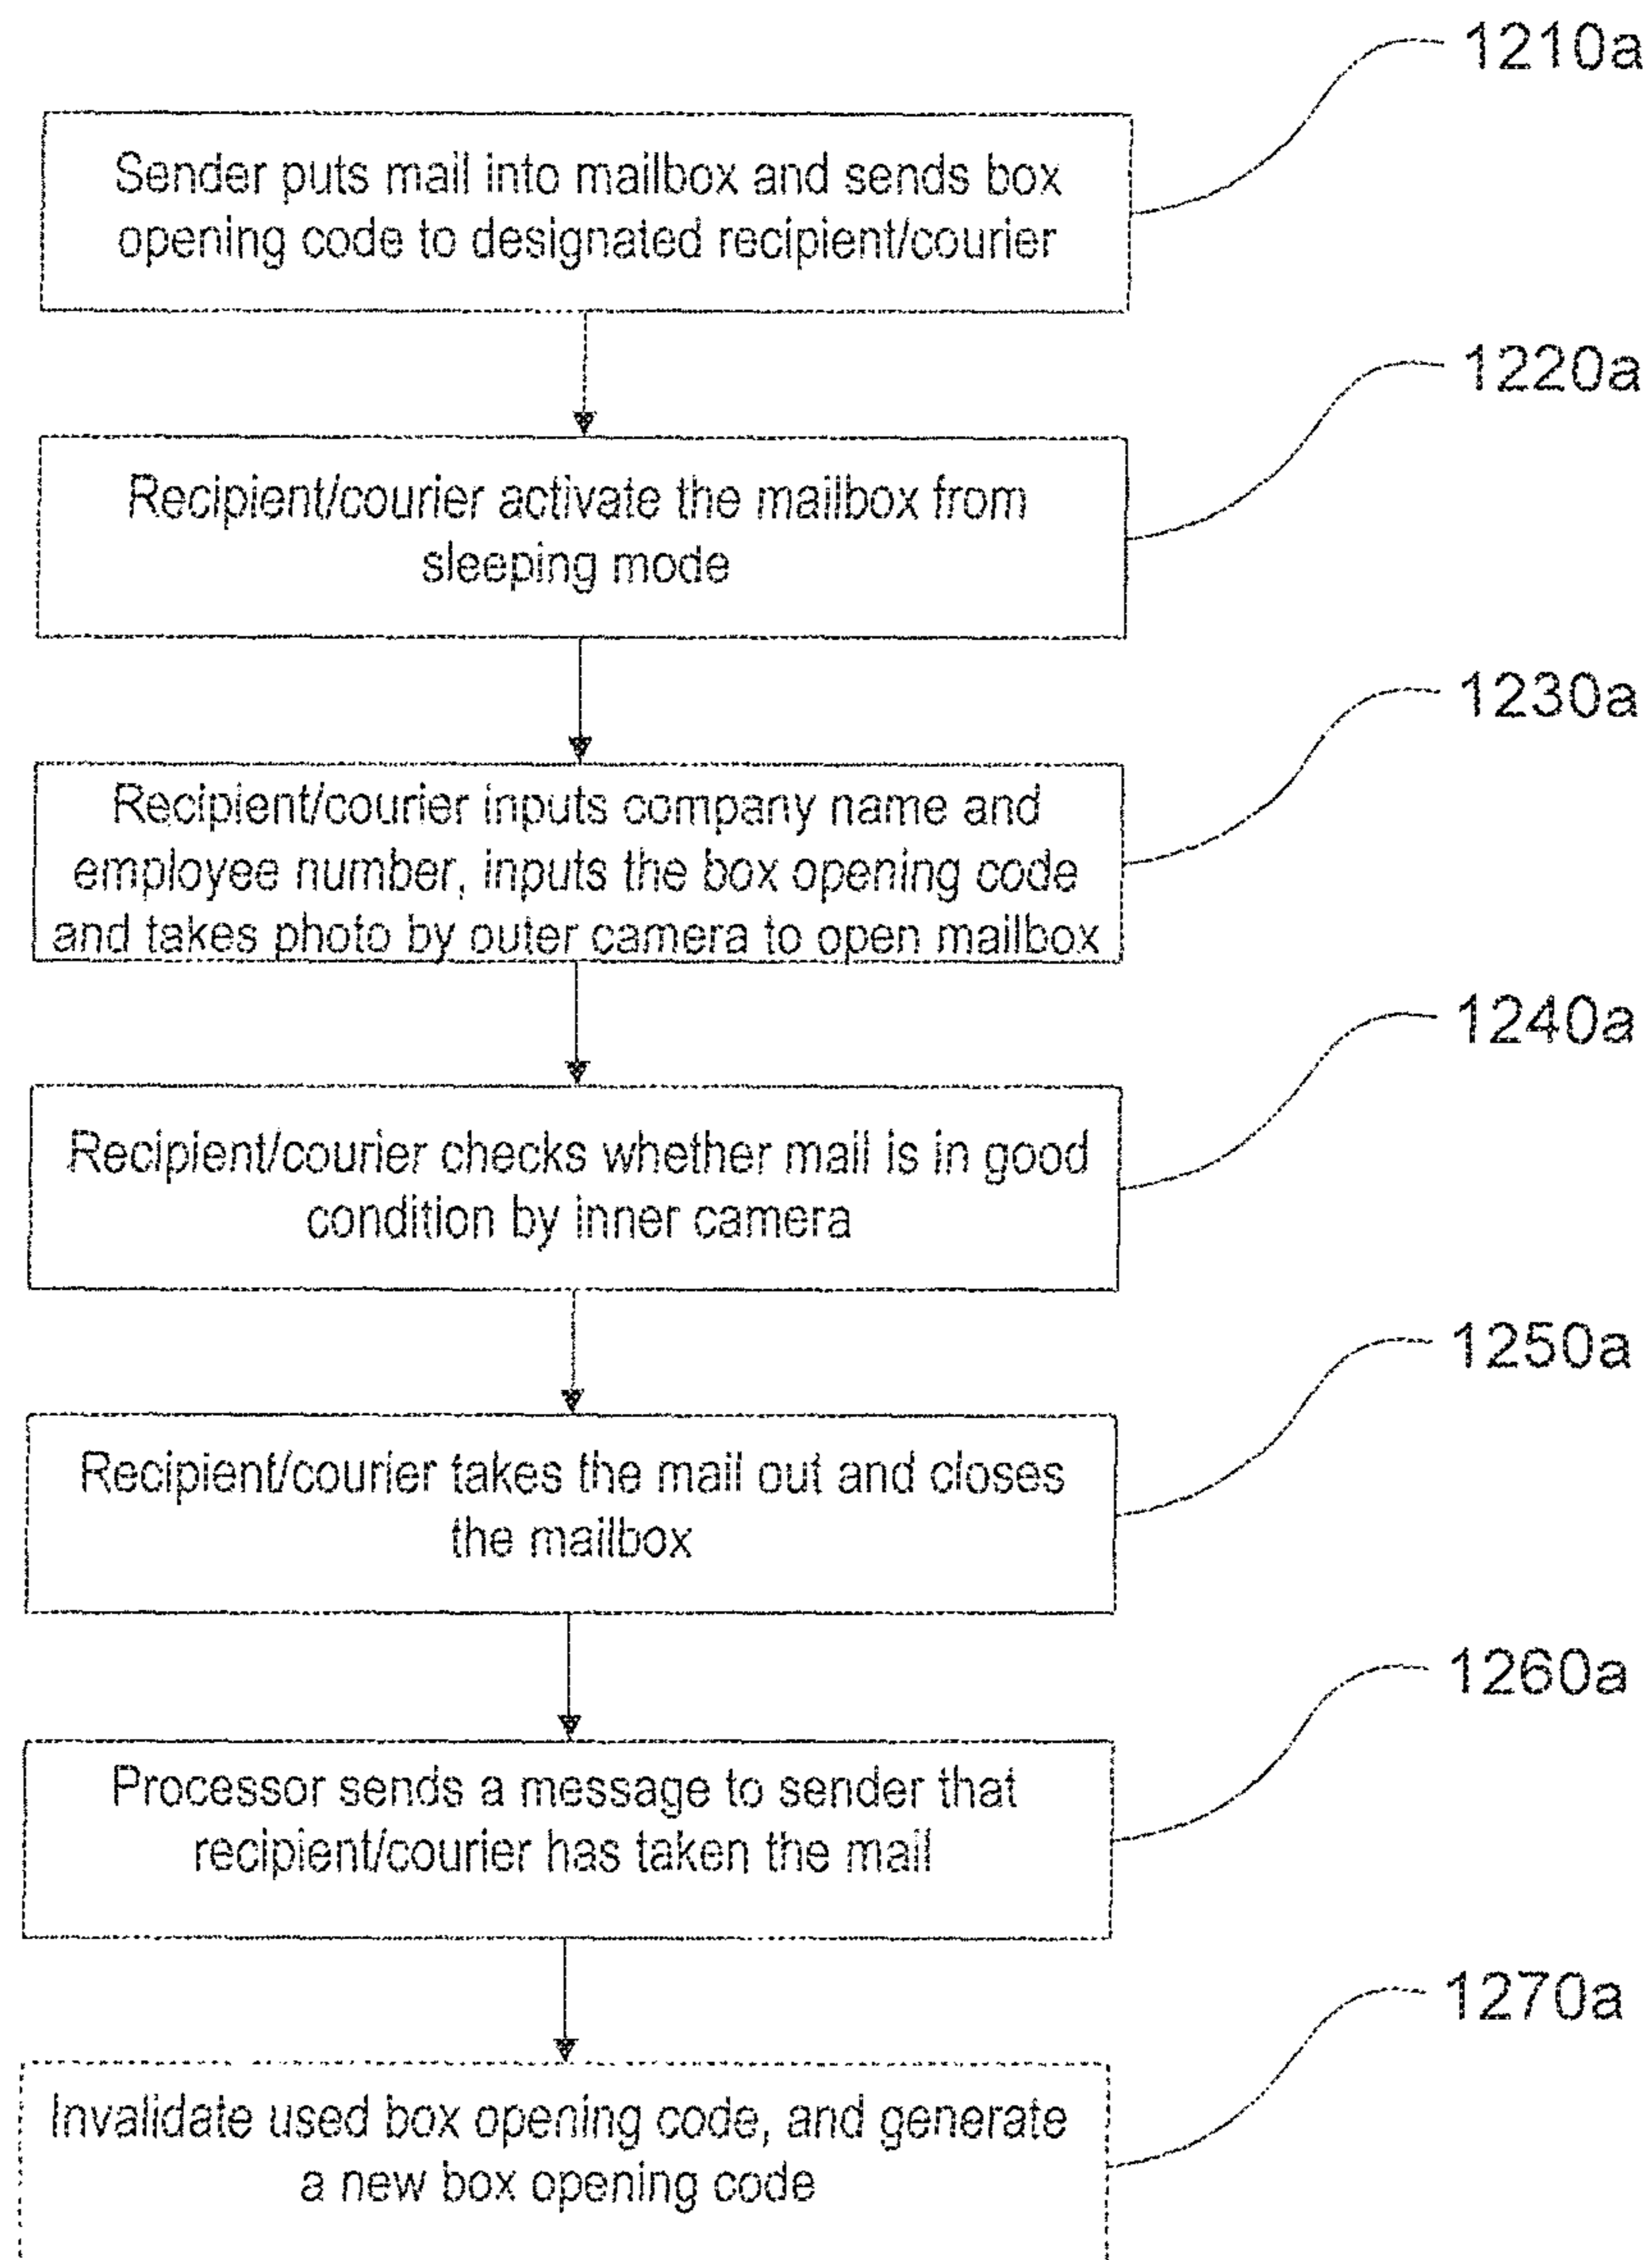 1210a
Sender puts mail into mailbox and sends box
opening code to designated recipient/courier
1220a
Recipient/courier activate the mailbox from
sleeping mode
1230a
Recipient/courier inputs company name and
employee number, inputs the box opening code
and takes photo by outer camera to open mailbox
1240a
Recipient/courier checks whether mail is in good
condition by inner camera
1250a
Recipient/courier takes the mail out and closes
the mailbox
1260a
Processor sends a message to sender that
recipient/courier has taken the mail
1270a
Invalidate used box opening code, and generate
a new box opening code